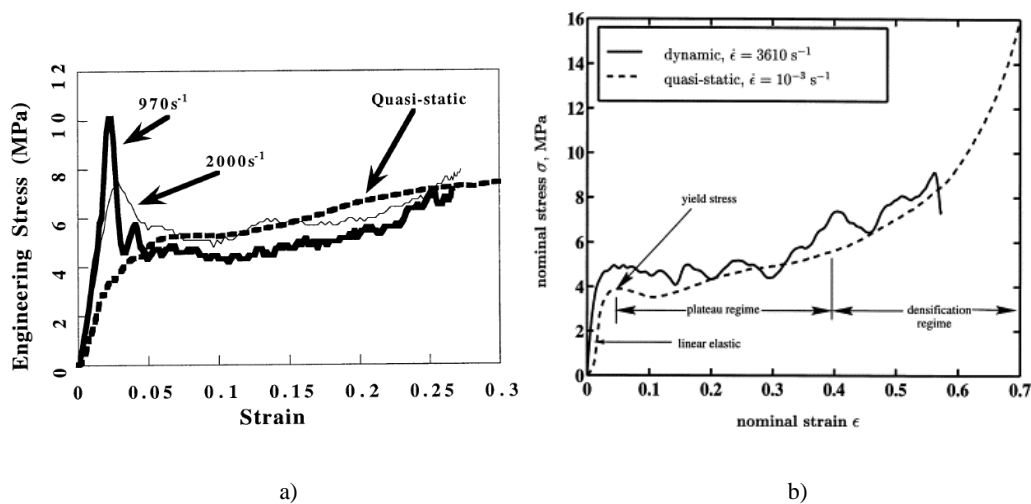 Engineering Stress (MPa)
12
10
8
6
4
2
0
970s⁻¹
2000s⁻¹
Quasi-static
0 0.05 0.1 0.15 0.2 0.25 0.3
Strain
a)
nominal stress σ, MPa
16
14
12
10
8
6
4
2
0
dynamic, ε̇ = 3610 s⁻¹
quasi-static, ε̇ = 10⁻³ s⁻¹
yield stress
plateau regime
densification
regime
linear elastic
0 0.1 0.2 0.3 0.4 0.5 0.6 0.7
nominal strain ϵ
b)